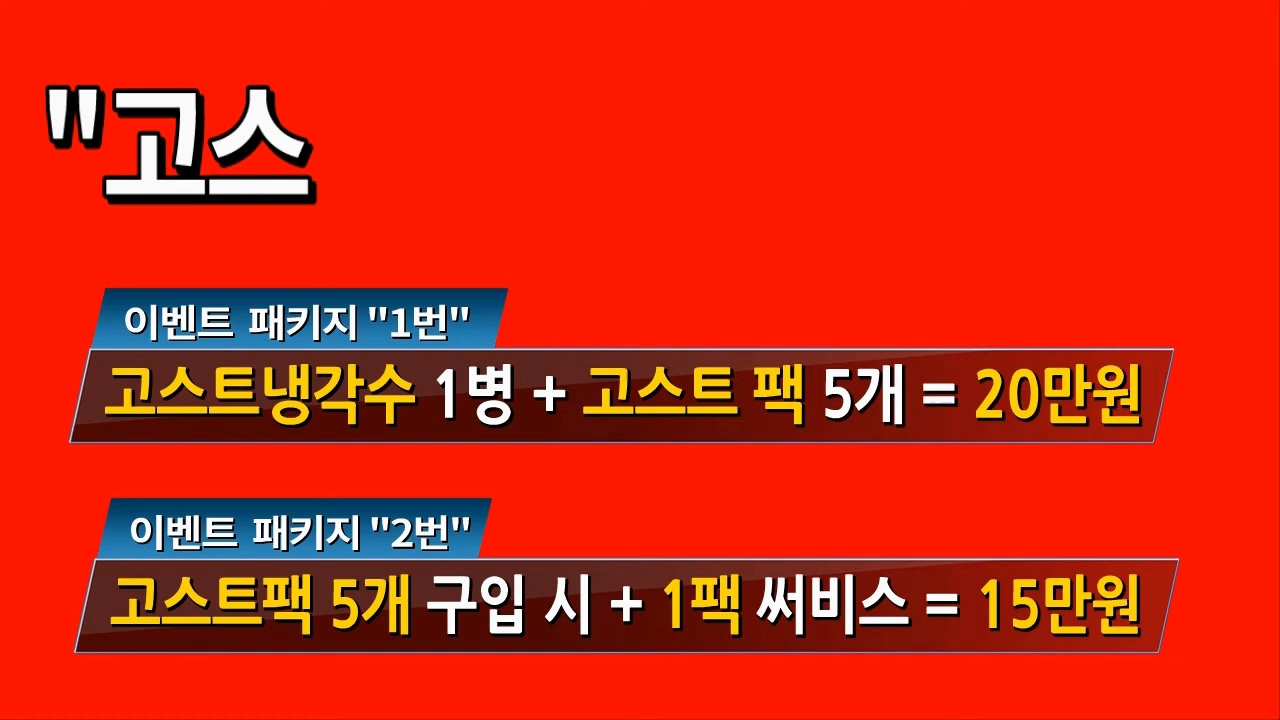 "고스
이벤트 패키지 "1번"
고스트냉각수 1병 + 고스트 팩 5개 = 20만원
이벤트 패키지 "2번"
고스트팩 5개 구입 시 + 1팩 써비스 = 15만원